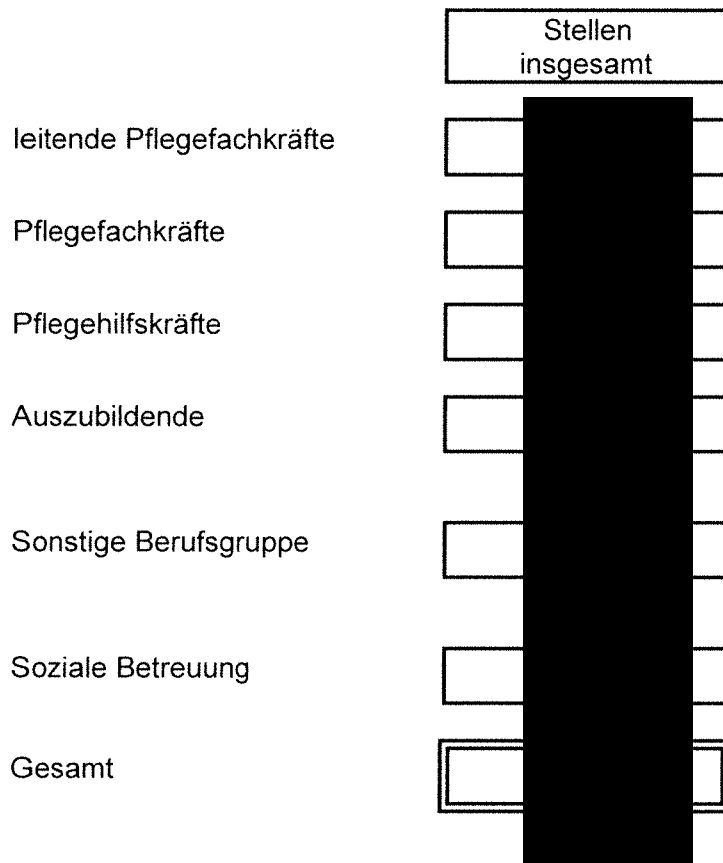 Stellen
insgesamt
leitende Pflegefachkräfte
Pflegefachkräfte
Pflegehilfskräfte
Auszubildende
Sonstige Berufsgruppe
Soziale Betreuung
Gesamt